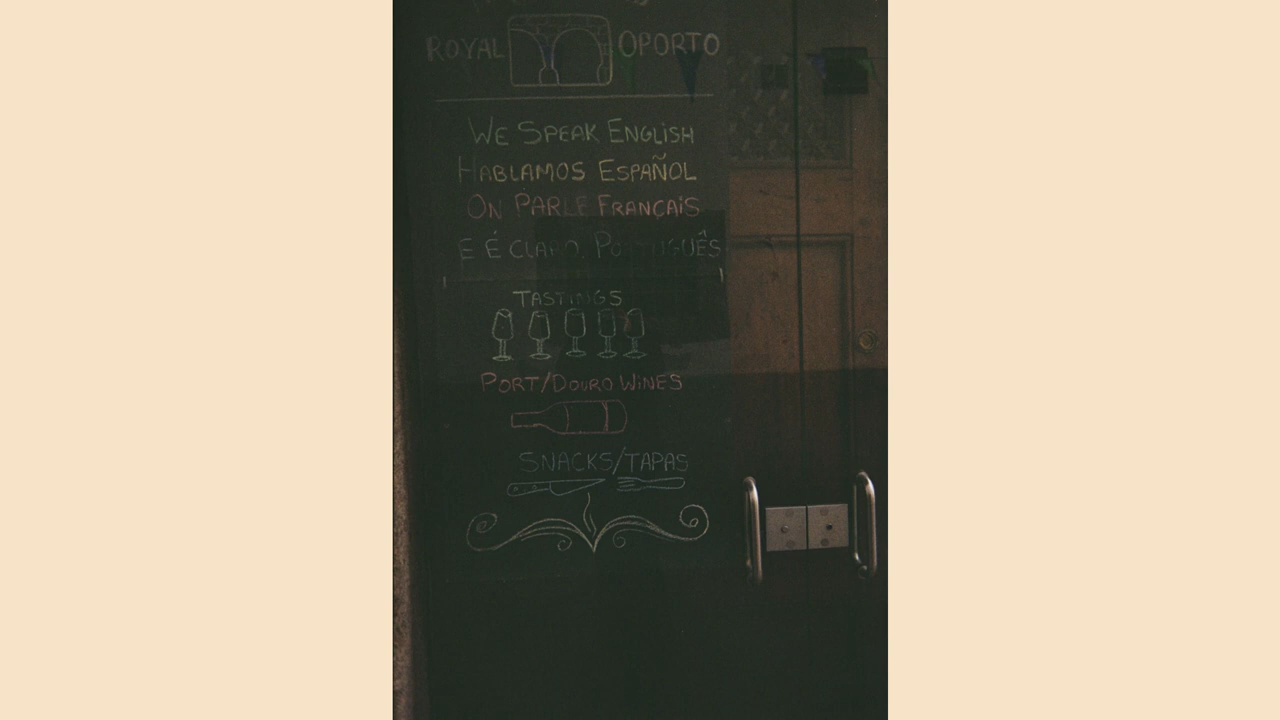 ROYAL OPORTO
WE SPEAK ENGLISH
HABLAMOS ESPAÑOL
ON PARLE FRANÇAIS
E É CLARO, PORTUGUÊS
TASTINGS
PORT/DOURO WINES
SNACKS/TAPAS